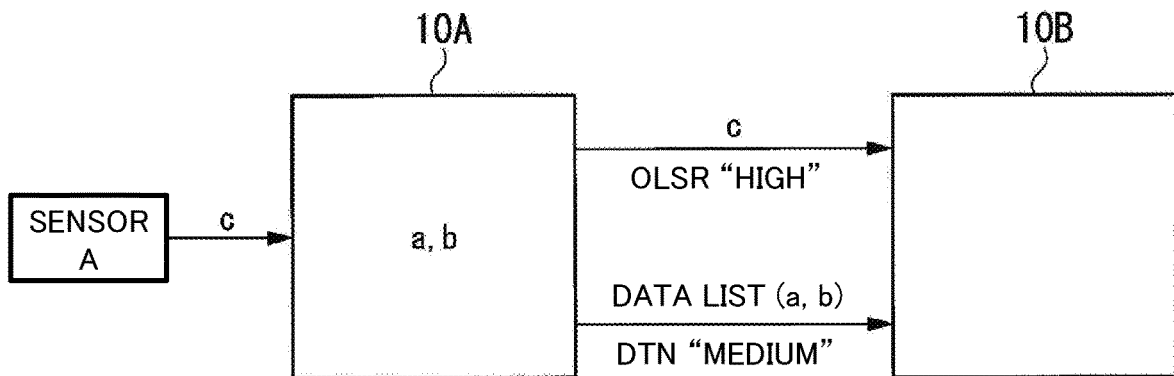 10A
10B
c
OLSR “HIGH”
SENSOR
A
c
a, b
DATA LIST (a, b)
DTN “MEDIUM”